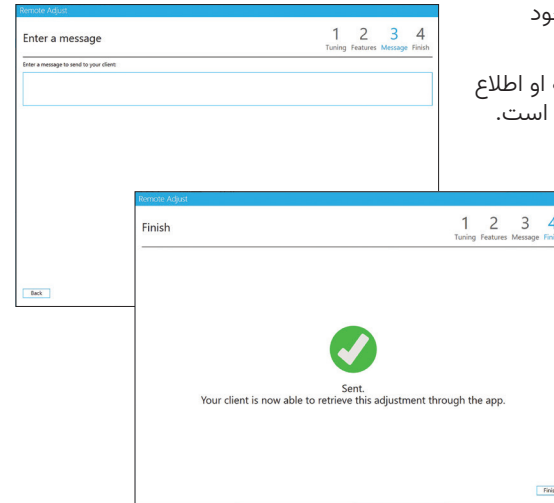 Remote Adjust
Enter a message
1 2 3 4
Tuning Features Message Finish
Enter a message to send to your client:
Back
او اطلاع
است.
Remote Adjust
Finish
1 2 3 4
Tuning Features Message
Sent.
Your client is now able to retrieve this adjustment through the app.